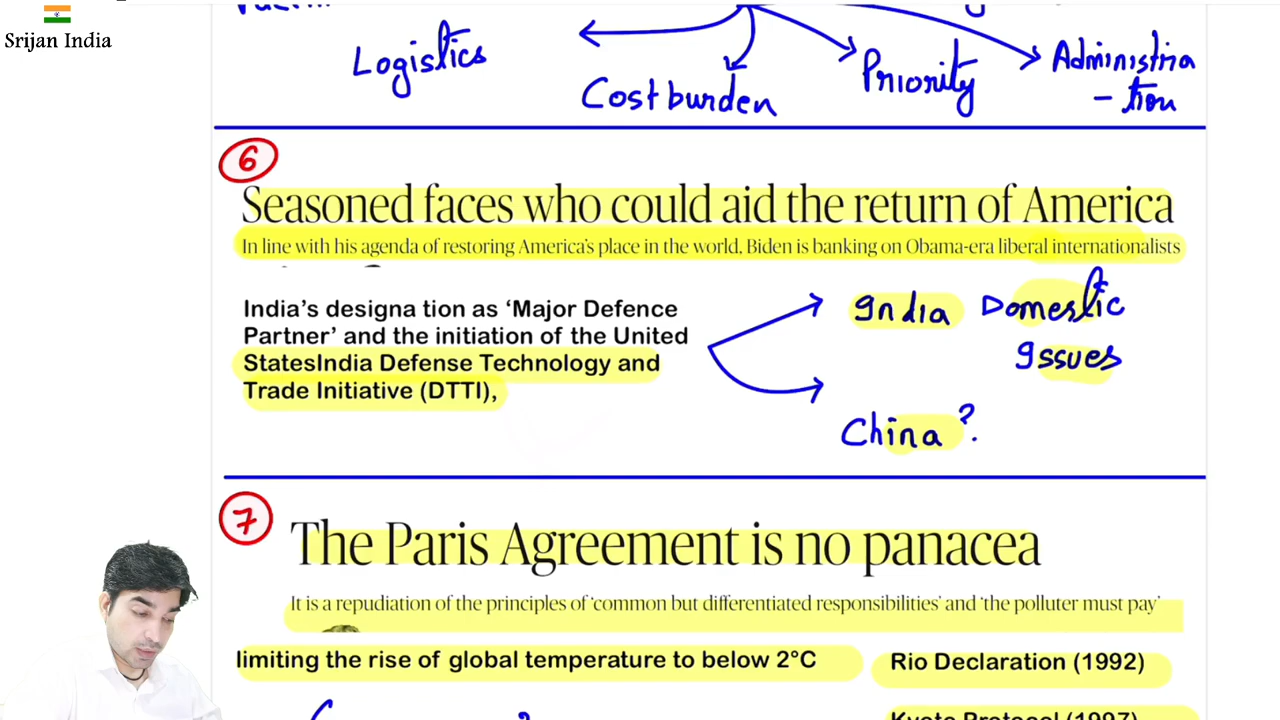 Srijan India
Logistics
Cost burden
Priority
Administra
- tion
6
Seasoned faces who could aid the return of America
In line with his agenda of restoring America's place in the world, Biden is banking on Obama-era liberal internationalists
India's designa tion as 'Major Defence
Partner' and the initiation of the United
StatesIndia Defense Technology and
Trade Initiative (DTTI),
India Domestic
Issues
China ?
7
The Paris Agreement is no panacea
It is a repudiation of the principles of 'common but differentiated responsibilities' and 'the polluter must pay'
limiting the rise of global temperature to below 2°C
Rio Declaration (1992)
Kyoto Protocol (1997)